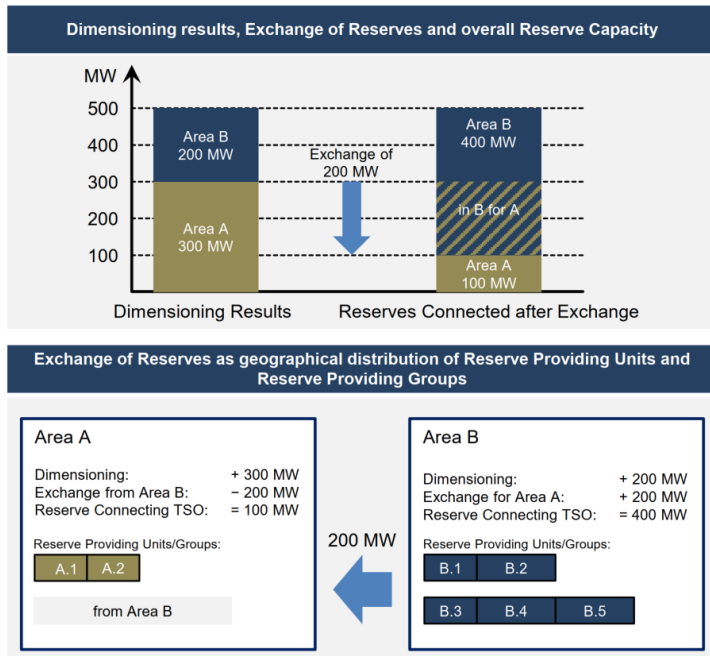 Dimensioning results, Exchange of Reserves and overall Reserve Capacity
MW
500
400
300
200
100
Area B
200 MW
Area A
300 MW
Exchange of
200 MW
Area B
400 MW
in B for A
Area A
100 MW
Dimensioning Results
Reserves Connected after Exchange
Exchange of Reserves as geographical distribution of Reserve Providing Units and
Reserve Providing Groups
Area A
Dimensioning: + 300 MW
Exchange from Area B: − 200 MW
Reserve Connecting TSO: = 100 MW
Reserve Providing Units/Groups:
A.1 A.2
from Area B
200 MW
Area B
Dimensioning: + 200 MW
Exchange for Area A: + 200 MW
Reserve Connecting TSO: = 400 MW
Reserve Providing Units/Groups:
B.1 B.2
B.3 B.4 B.5